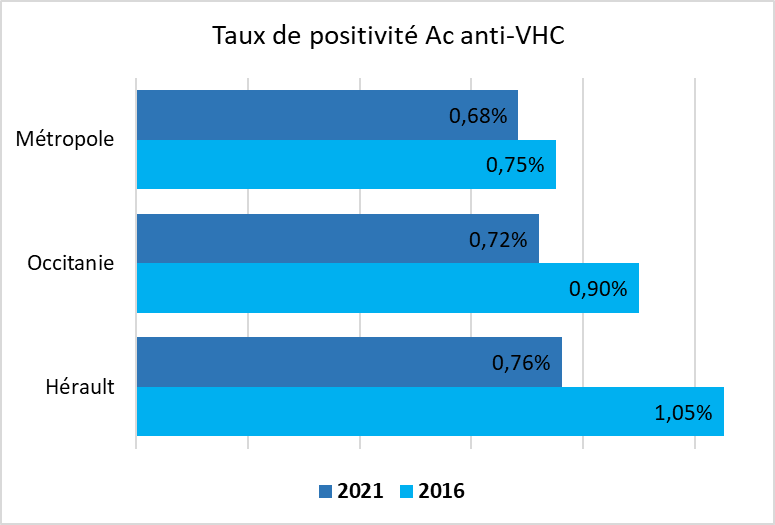 Taux de positivité Ac anti-VHC
Métropole
0,68%
0,75%
Occitanie
0,72%
0,90%
Hérault
0,76%
1,05%
2021
2016